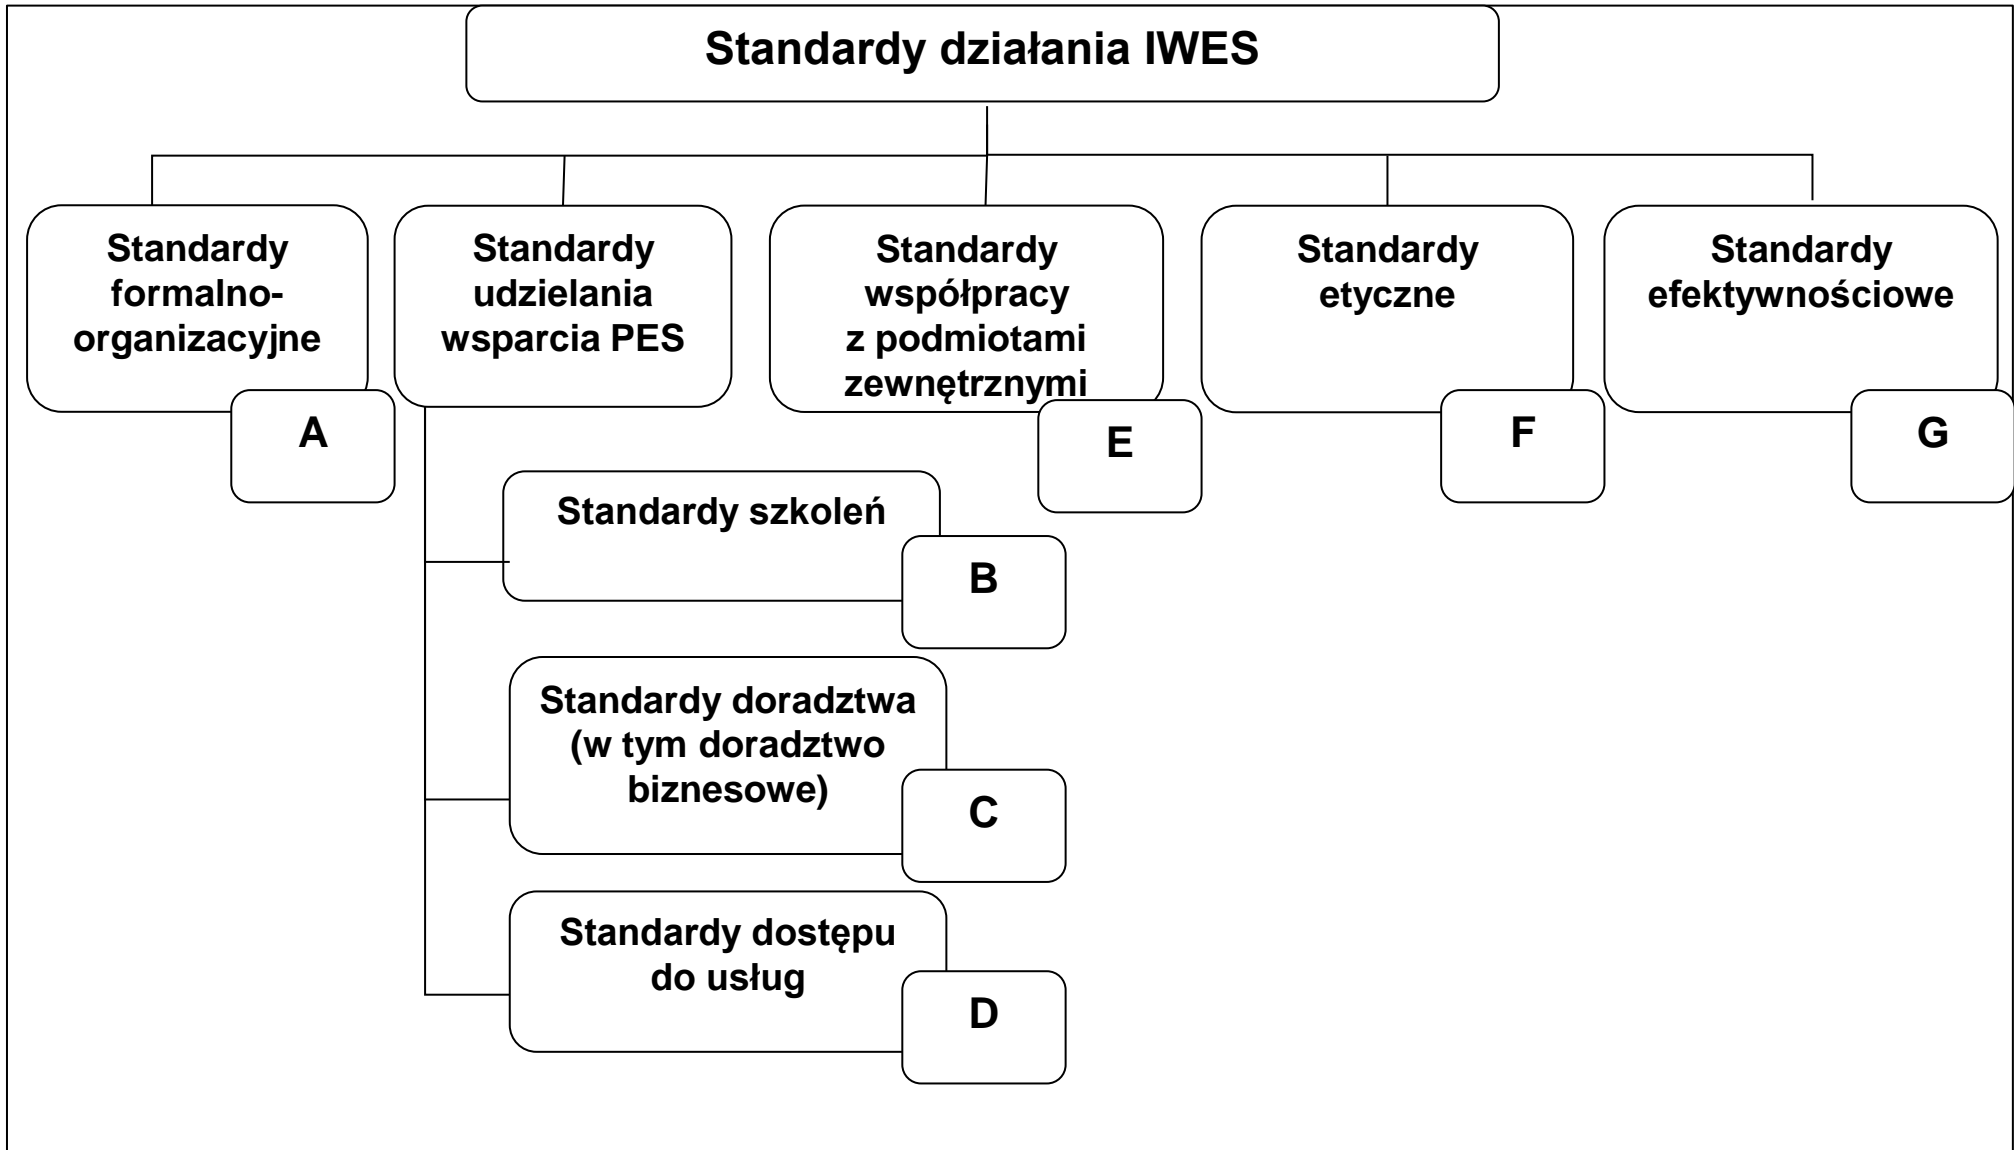 Standardy działania IWES
Standardy
formalno-
organizacyjne
A
Standardy
udzielania
wsparcia PES
Standardy szkoleń
B
Standardy doradztwa
(w tym doradztwo
biznesowe)
C
Standardy dostępu
do usług
D
Standardy
współpracy
z podmiotami
zewnętrznymi
E
Standardy
etyczne
F
Standardy
efektywnościowe
G